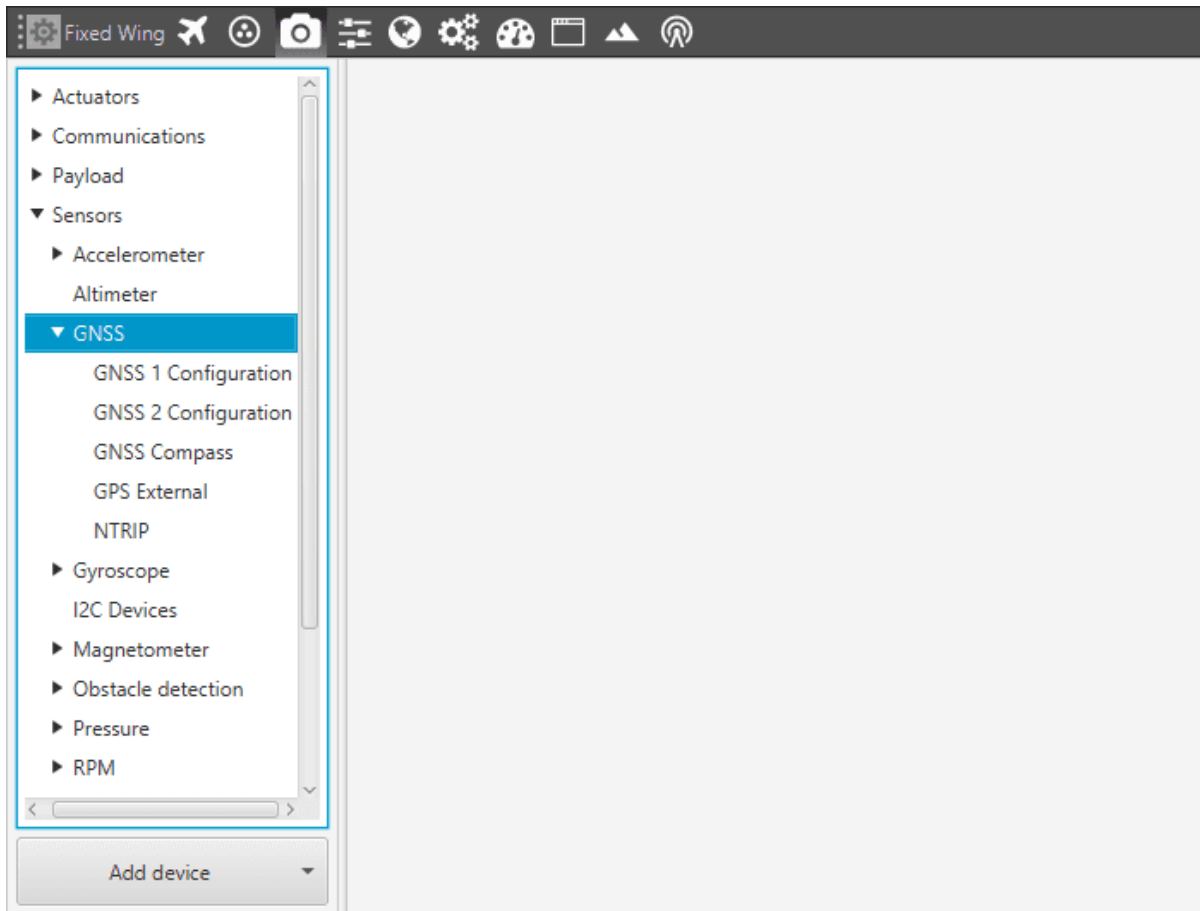 Fixed Wing
Actuators
Communications
Payload
Sensors
Accelerometer
Altimeter
GNSS
GNSS 1 Configuration
GNSS 2 Configuration
GNSS Compass
GPS External
NTRIP
Gyroscope
I2C Devices
Magnetometer
Obstacle detection
Pressure
RPM
Add device